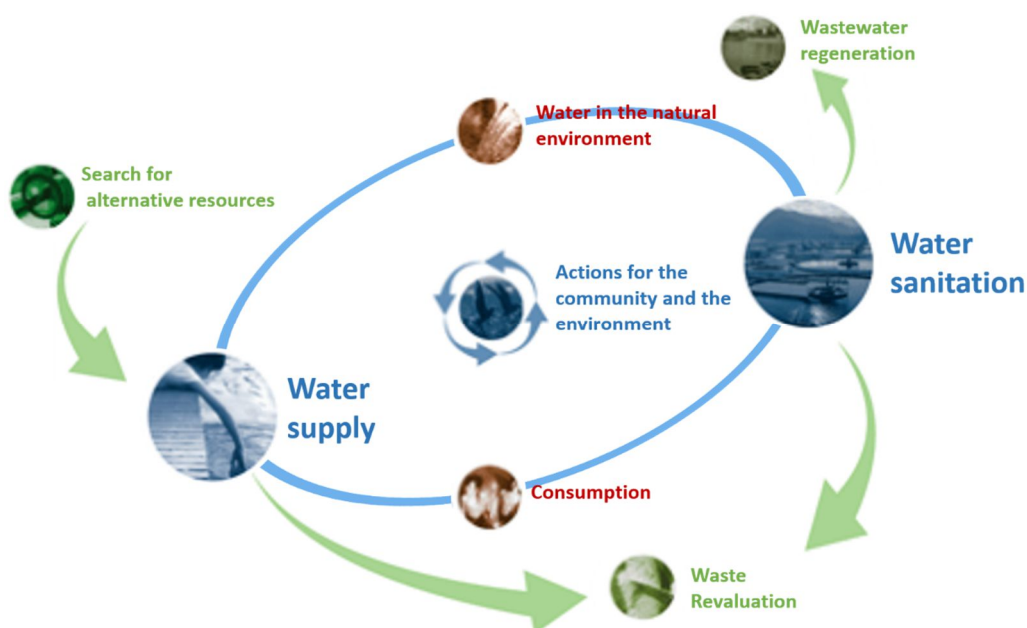 Wastewater
regeneration
Water in the natural
environment
Search for
alternative resources
Water
sanitation
Actions for the
community and the
environment
Water
supply
Consumption
Waste
Revaluation